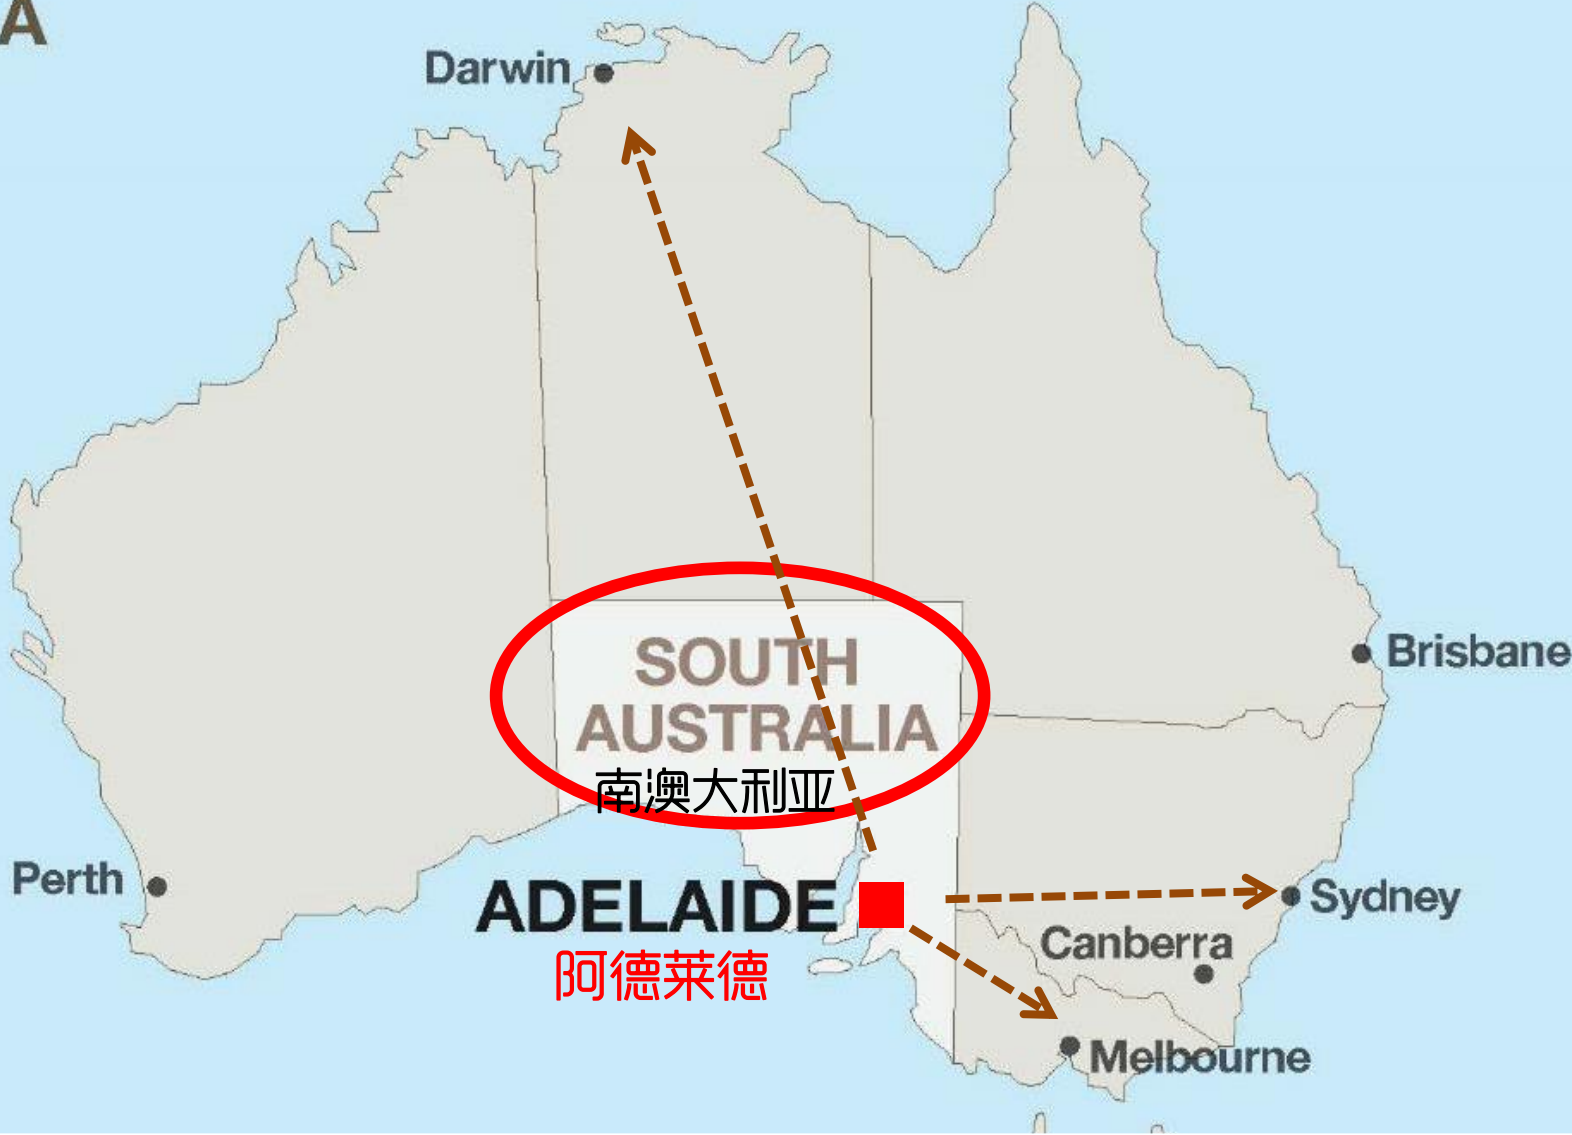 A
Darwin
SOUTH
AUSTRALIA
南澳大利亚
Brisbane
Perth
ADELAIDE
阿德莱德
Sydney
Canberra
Melbourne